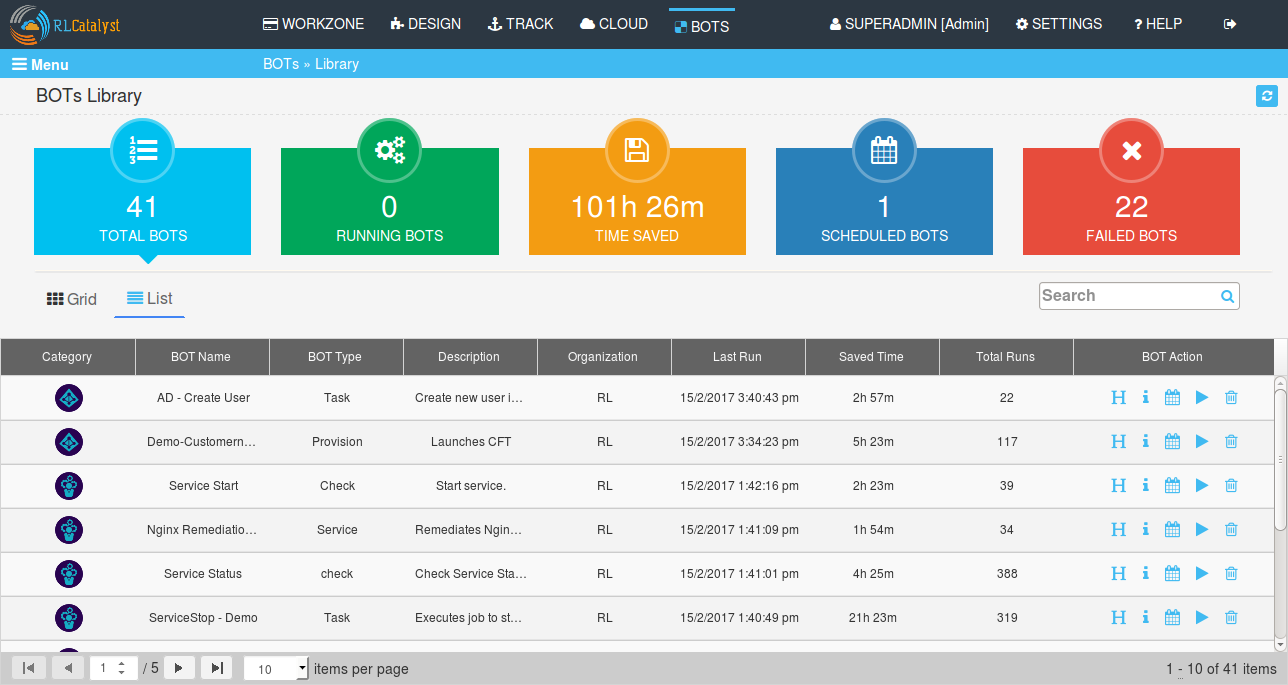 RLCatalyst WORKZONE DESIGN TRACK CLOUD BOTS SUPERADMIN [Admin] SETTINGS ? HELP
Menu BOTs » Library
BOTs Library
41 0 101h 26m 1 22
TOTAL BOTS RUNNING BOTS TIME SAVED SCHEDULED BOTS FAILED BOTS
Grid List Search
Category BOT Name BOT Type Description Organization Last Run Saved Time Total Runs BOT Action
AD - Create User Task Create new user i... RL 15/2/2017 3:40:43 pm 2h 57m 22 H i
Demo-Customern... Provision Launches CFT RL 15/2/2017 3:34:23 pm 5h 23m 117 H i
Service Start Check Start service. RL 15/2/2017 1:42:16 pm 2h 23m 39 H i
Nginx Remediatio... Service Remediates Ngin... RL 15/2/2017 1:41:09 pm 1h 54m 34 H i
Service Status check Check Service Sta... RL 15/2/2017 1:41:01 pm 4h 25m 388 H i
ServiceStop - Demo Task Executes job to st... RL 15/2/2017 1:40:49 pm 21h 23m 319 H i
1 / 5 10 items per page 1 - 10 of 41 items